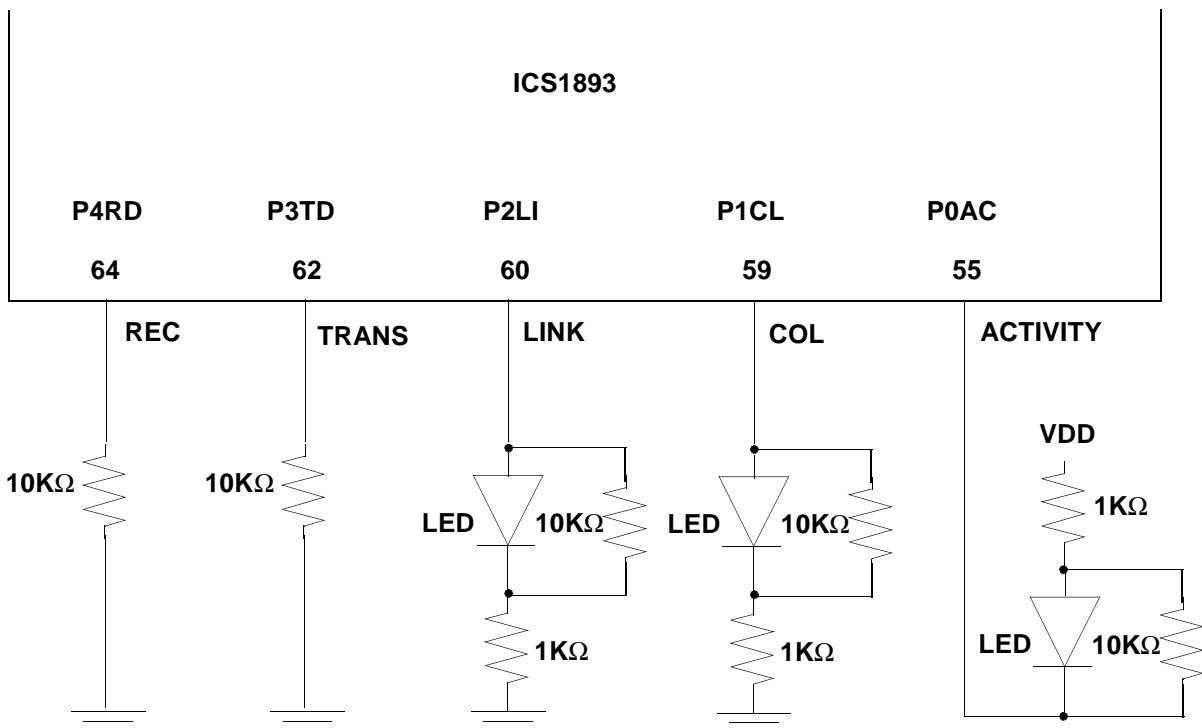 ICS1893
P4RD P3TD P2LI P1CL P0AC
64 62 60 59 55
REC TRANS LINK COL ACTIVITY
VDD
10KΩ 10KΩ 1KΩ
LED 10KΩ LED 10KΩ
1KΩ 1KΩ LED 10KΩ